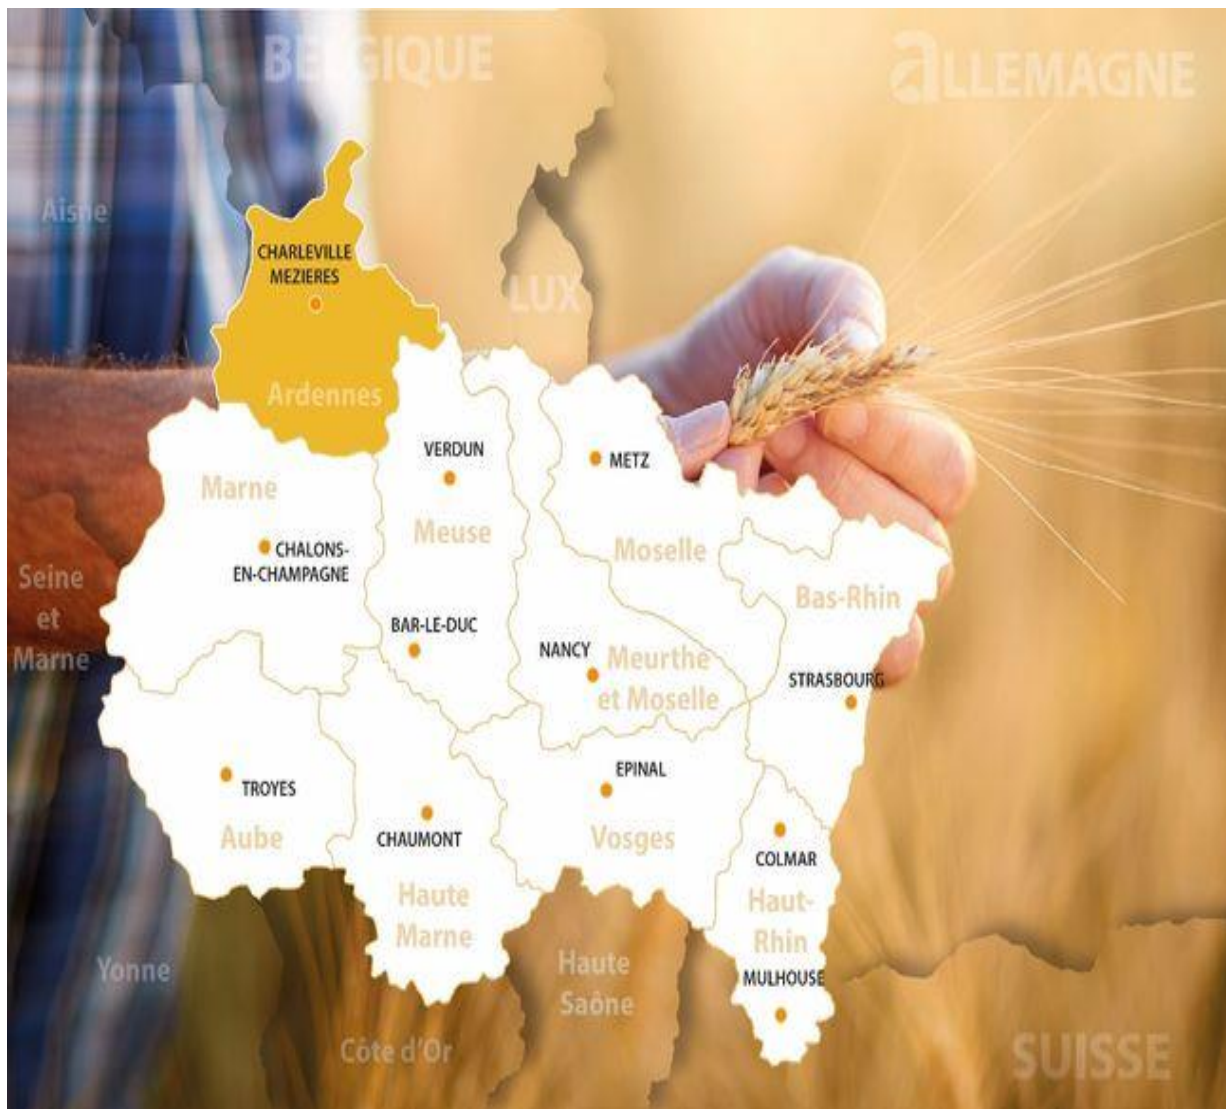 BELGIQUE
aLLEMAGNE
Aisne
CHARLEVILLE
MEZIERES
LUX
Ardennes
VERDUN
METZ
Marne
Meuse
CHALONS-
EN-CHAMPAGNE
Moselle
Seine
et
Marne
Bas-Rhin
BAR-LE-DUC
NANCY
Meurthe
et Moselle
STRASBOURG
EPINAL
TROYES
Aube
CHAUMONT
Vosges
COLMAR
Haute
Marne
Haut-
Rhin
Yonne
Haute
Saône
MULHOUSE
Côte d'Or
SUISSE